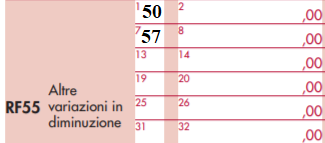 1 50 2 ,00
7 57 8 ,00
13 14 ,00
19 20 ,00
Altre
RF55 variazioni in 25 26 ,00
diminuzione
31 32 ,00